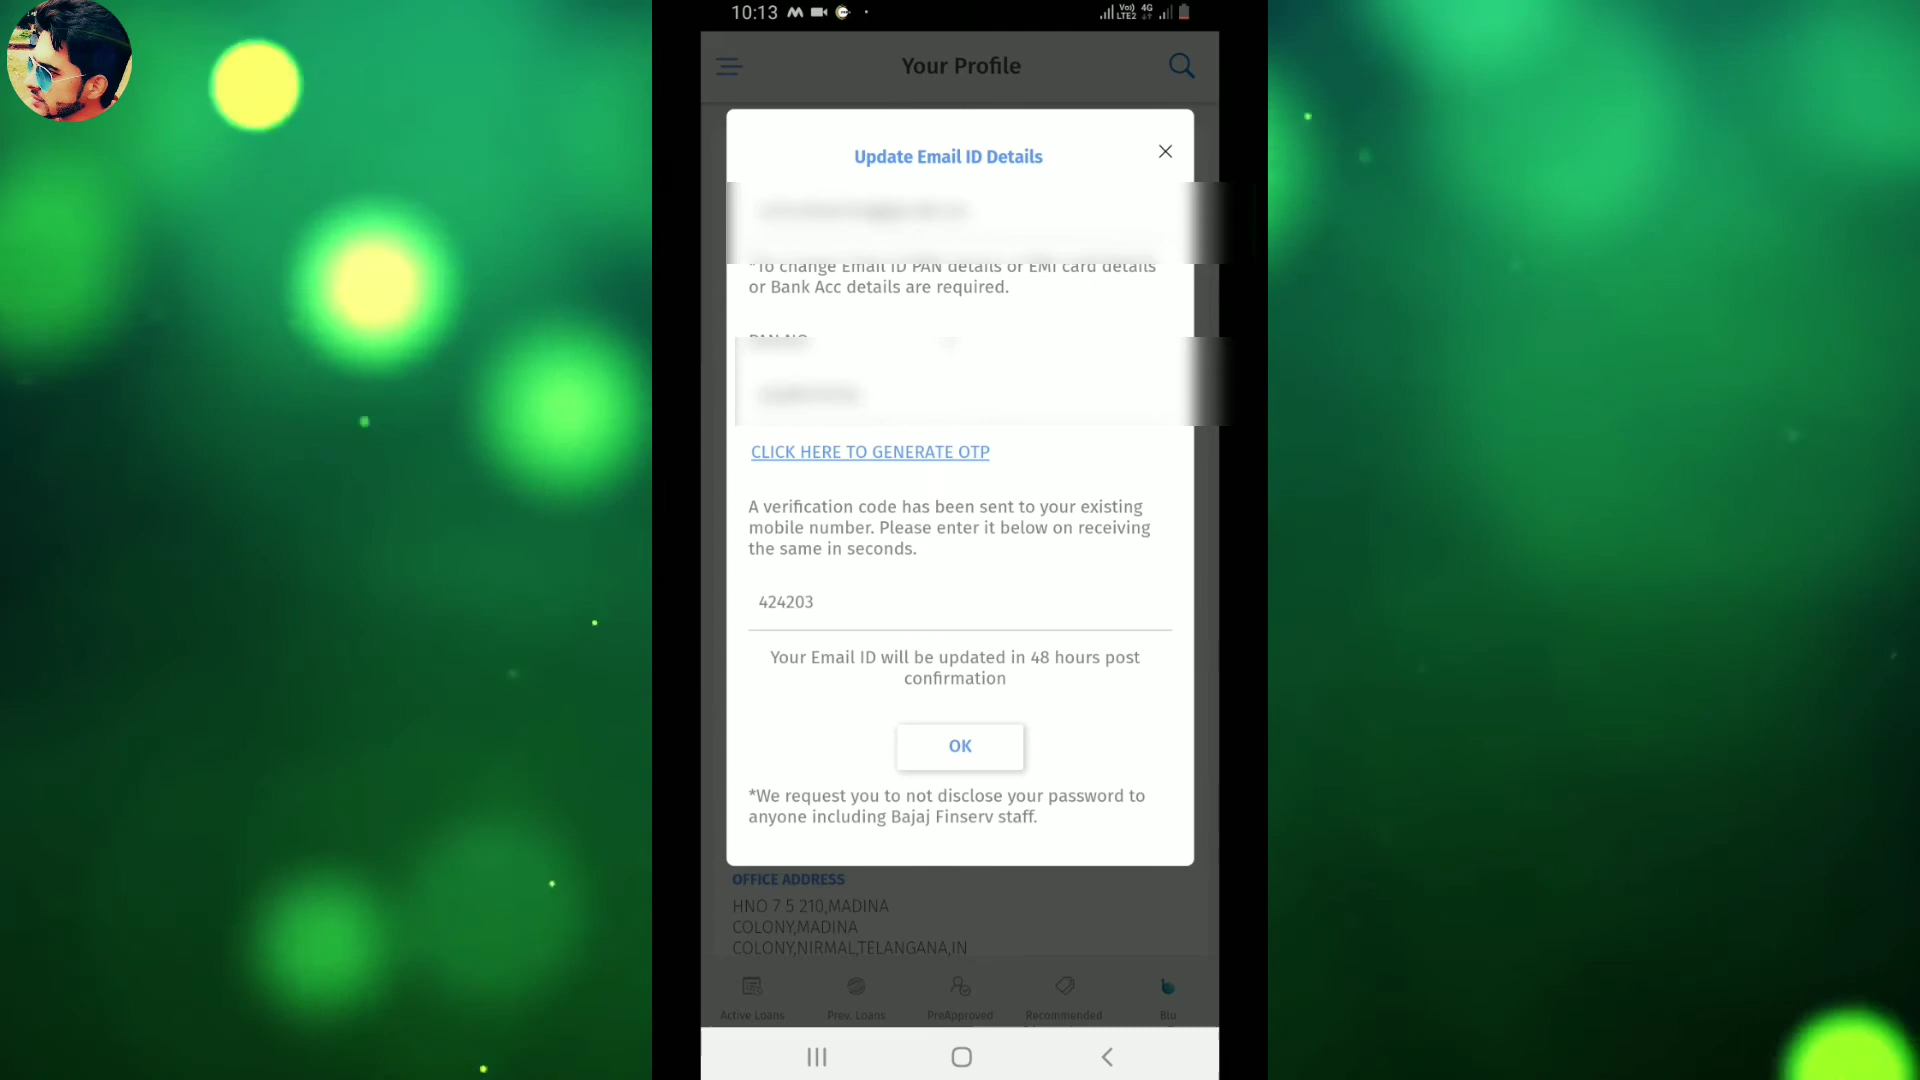 10:13
Vo) 4G
LTE2
Your Profile
Update Email ID Details
*To change Email ID PAN details or EMI card details
or Bank Acc details are required.
PAN NO
CLICK HERE TO GENERATE OTP
A verification code has been sent to your existing
mobile number. Please enter it below on receiving
the same in seconds.
424203
Your Email ID will be updated in 48 hours post
confirmation
OK
*We request you to not disclose your password to
anyone including Bajaj Finserv staff.
OFFICE ADDRESS
HNO 7 5 210,MADINA
COLONY,MADINA
COLONY,NIRMAL,TELANGANA,IN
Active Loans
Prev. Loans
PreApproved
Recommended
Blu